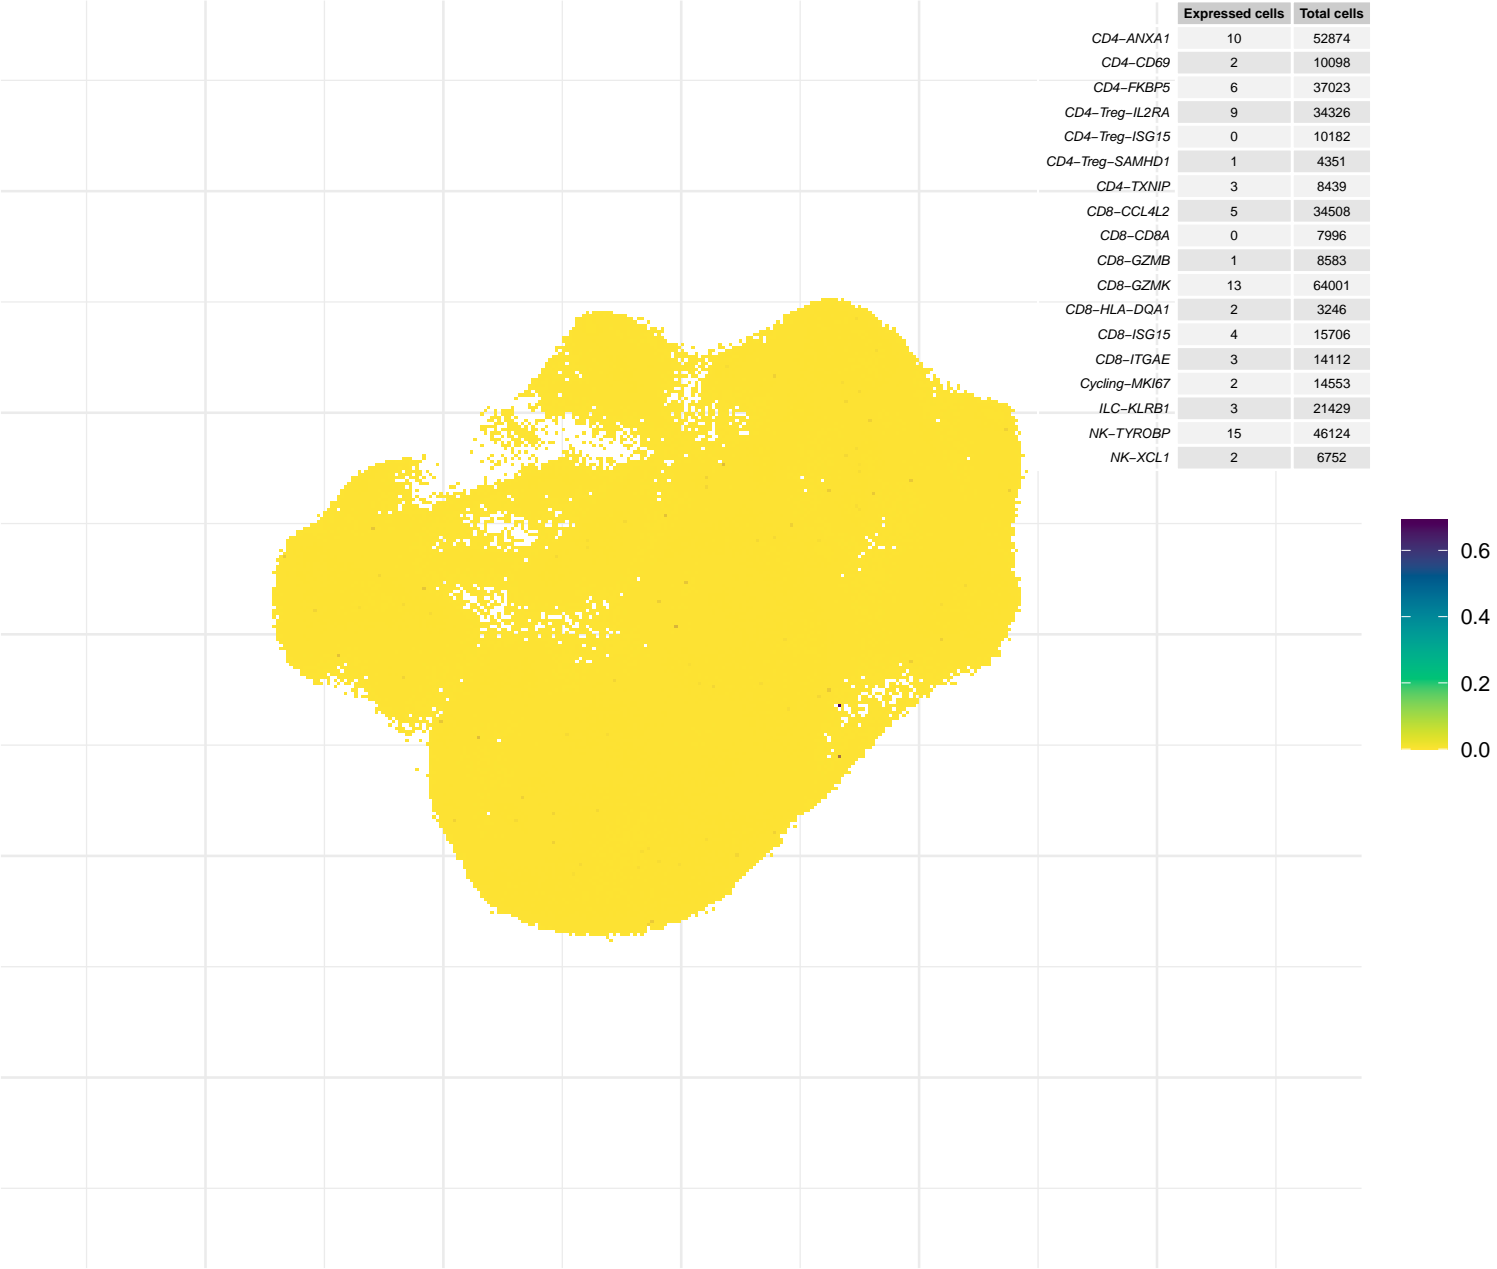 Expressed cells Total cells
CD4−ANXA1 10 52874
CD4−CD69 2 10098
CD4−FKBP5 6 37023
CD4−Treg−IL2RA 9 34326
CD4−Treg−ISG15 0 10182
CD4−Treg−SAMHD1 1 4351
CD4−TXNIP 3 8439
CD8−CCL4L2 5 34508
CD8−CD8A 0 7996
CD8−GZMB 1 8583
CD8−GZMK 13 64001
CD8−HLA−DQA1 2 3246
CD8−ISG15 4 15706
CD8−ITGAE 3 14112
Cycling−MKI67 2 14553
ILC−KLRB1 3 21429
NK−TYROBP 15 46124
NK−XCL1 2 6752
0.6
0.4
0.2
0.0